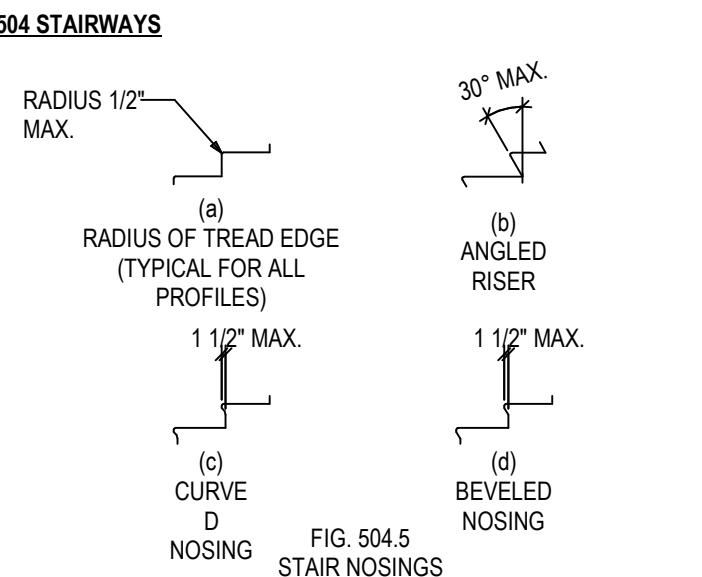 504 STAIRWAYS
RADIUS 1/2"
MAX.
(a)
RADIUS OF TREAD EDGE
(TYPICAL FOR ALL
PROFILES)
30° MAX.
(b)
ANGLED
RISER
1 1/2" MAX.
(c)
CURVE
D
NOSING
1 1/2" MAX.
(d)
BEVELED
NOSING
FIG. 504.5
STAIR NOSINGS